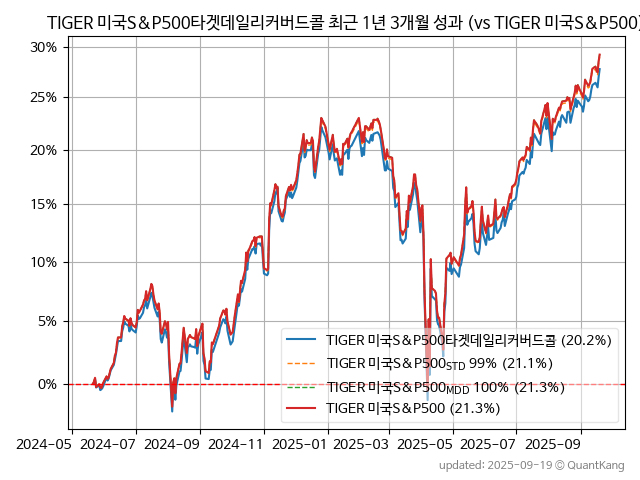 TIGER 미국S&P500타겟데일리커버드콜 최근 1년 3개월 성과 (vs TIGER 미국S&P500)
30%
25%
20%
15%
10%
5%
0%
TIGER 미국S&P500타겟데일리커버드콜 (20.2%)
TIGER 미국S&P500STD 99% (21.1%)
TIGER 미국S&P500MDD 100% (21.3%)
TIGER 미국S&P500 (21.3%)
2024-05 2024-07 2024-09 2024-11 2025-01 2025-03 2025-05 2025-07 2025-09
updated: 2025-09-19 © QuantKang